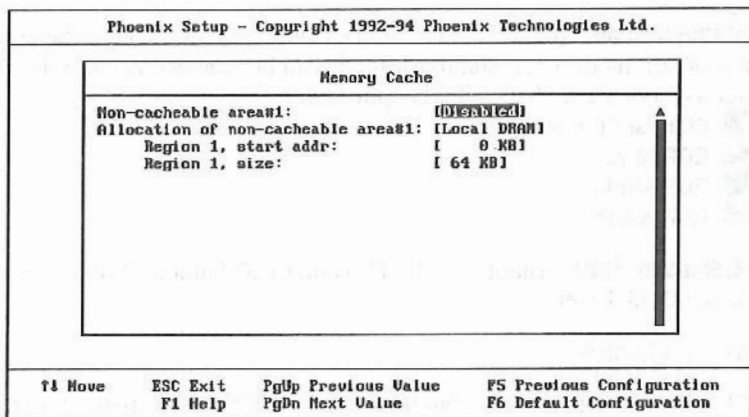 Phoenix Setup - Copyright 1992-94 Phoenix Technologies Ltd.
Memory Cache
Non-cacheable area#1: [Disabled]
Allocation of non-cacheable area#1: [Local DRAM]
Region 1, start addr: [ 0 KB]
Region 1, size: [ 64 KB]
↑↓ Move ESC Exit PgUp Previous Value F5 Previous Configuration
F1 Help PgDn Next Value F6 Default Configuration